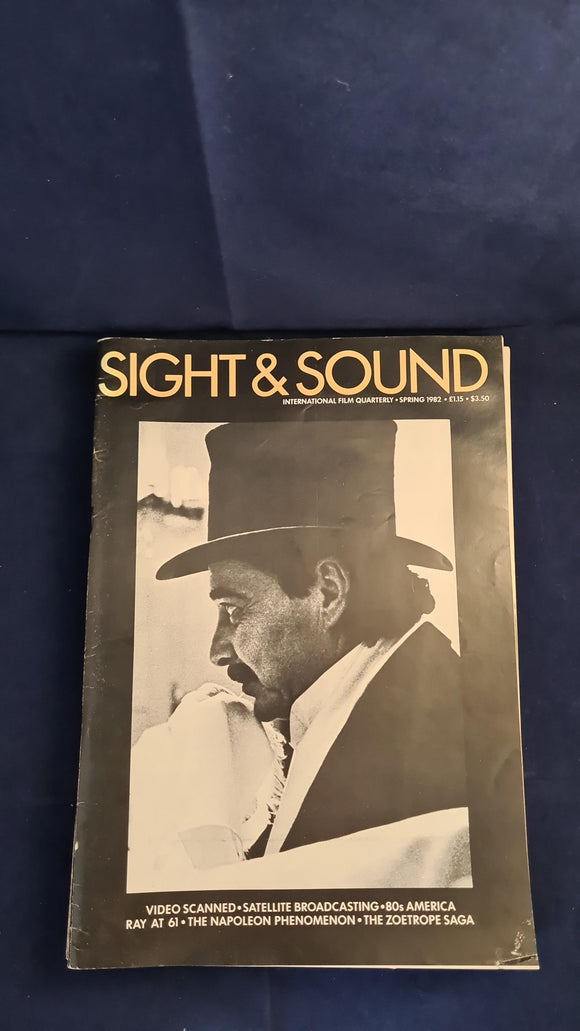 SIGHT & SOUND
INTERNATIONAL FILM QUARTERLY • SPRING 1982 • £1.15 • $3.50
VIDEO SCANNED • SATELLITE BROADCASTING • 80s AMERICA
RAY AT 61 • THE NAPOLEON PHENOMENON • THE ZOETROPE SAGA